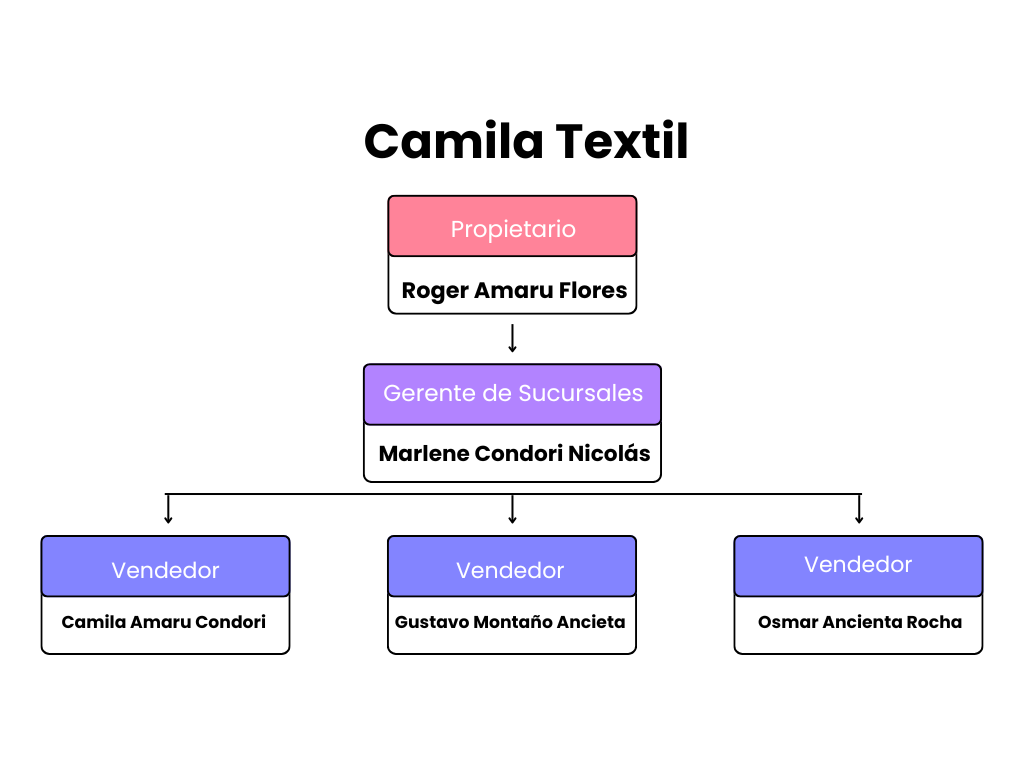 Camila Textil
Propietario
Roger Amaru Flores
Gerente de Sucursales
Marlene Condori Nicolás
Vendedor
Camila Amaru Condori
Vendedor
Gustavo Montaño Ancieta
Vendedor
Osmar Ancienta Rocha